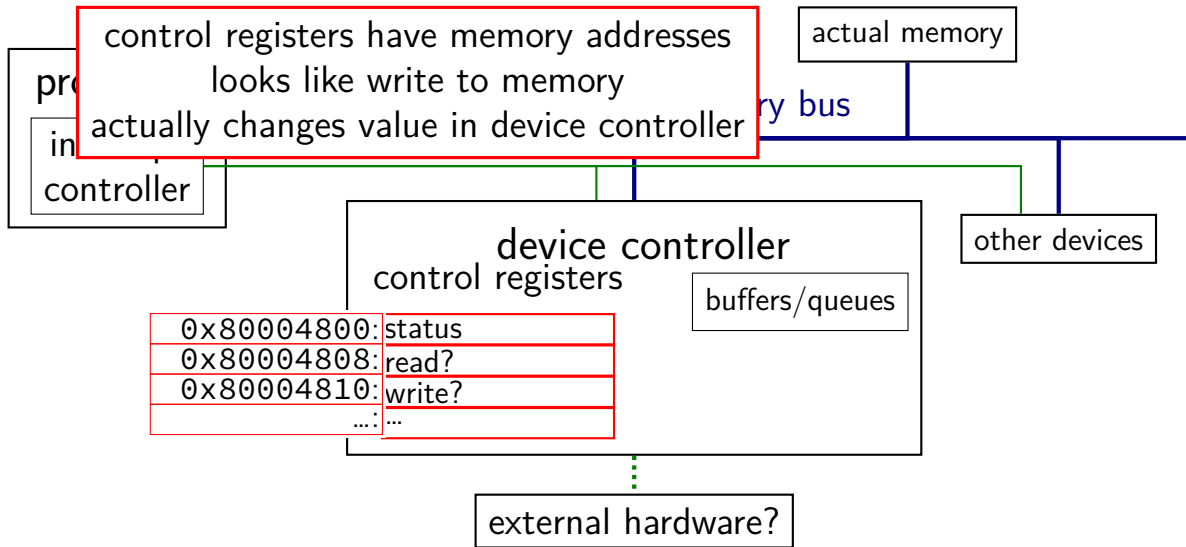 control registers have memory addresses
looks like write to memory
actually changes value in device controller
actual memory
bus
controller
other devices
device controller
control registers
buffers/queues
0x80004800: status
0x80004808: read?
0x80004810: write?
...: ...
external hardware?